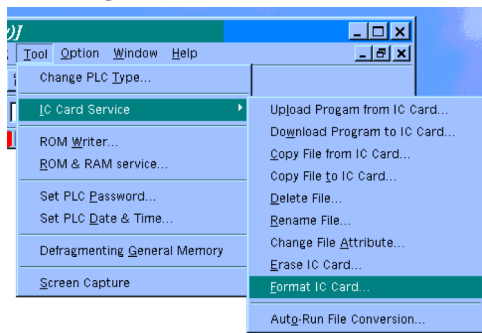 )]
Tool Option Window Help
Change PLC Type...
IC Card Service
ROM Writer...
ROM & RAM service...
Set PLC Password...
Set PLC Date & Time...
Defragmenting General Memory
Screen Capture
Upload Progam from IC Card...
Download Program to IC Card...
Copy File from IC Card...
Copy File to IC Card...
Delete File...
Rename File...
Change File Attribute...
Erase IC Card...
Format IC Card...
Auto-Run File Conversion...